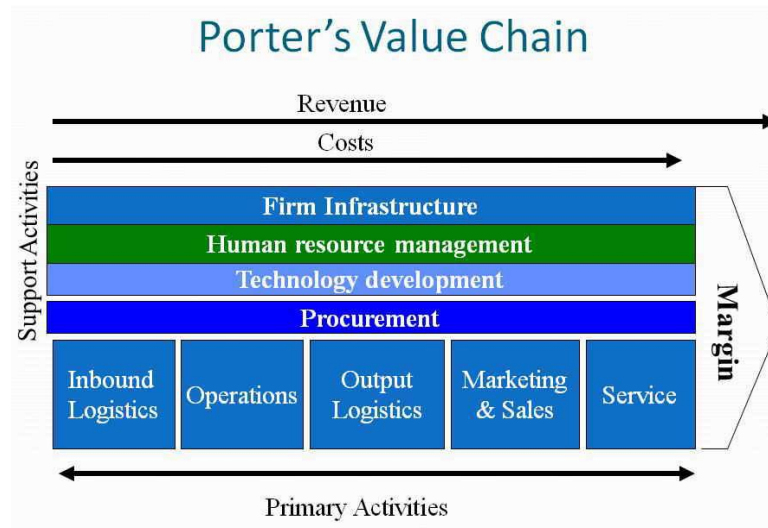 Porter’s Value Chain
Revenue
Costs
Support Activities
Firm Infrastructure
Human resource management
Technology development
Procurement
Margin
Inbound
Logistics
Operations
Output
Logistics
Marketing
& Sales
Service
Primary Activities